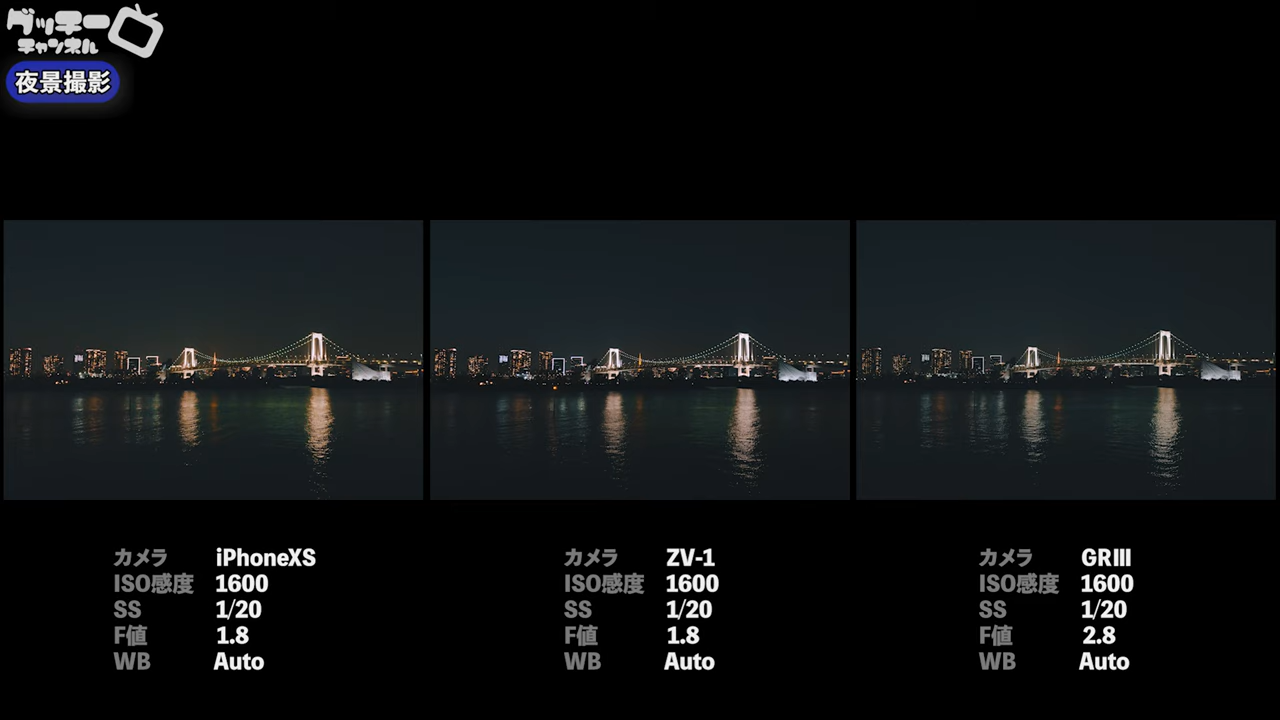 グッチー
チャンネル
夜景撮影
カメラ iPhoneXS
ISO感度 1600
SS 1/20
F値 1.8
WB Auto
カメラ ZV-1
ISO感度 1600
SS 1/20
F値 1.8
WB Auto
カメラ GRIII
ISO感度 1600
SS 1/20
F値 2.8
WB Auto